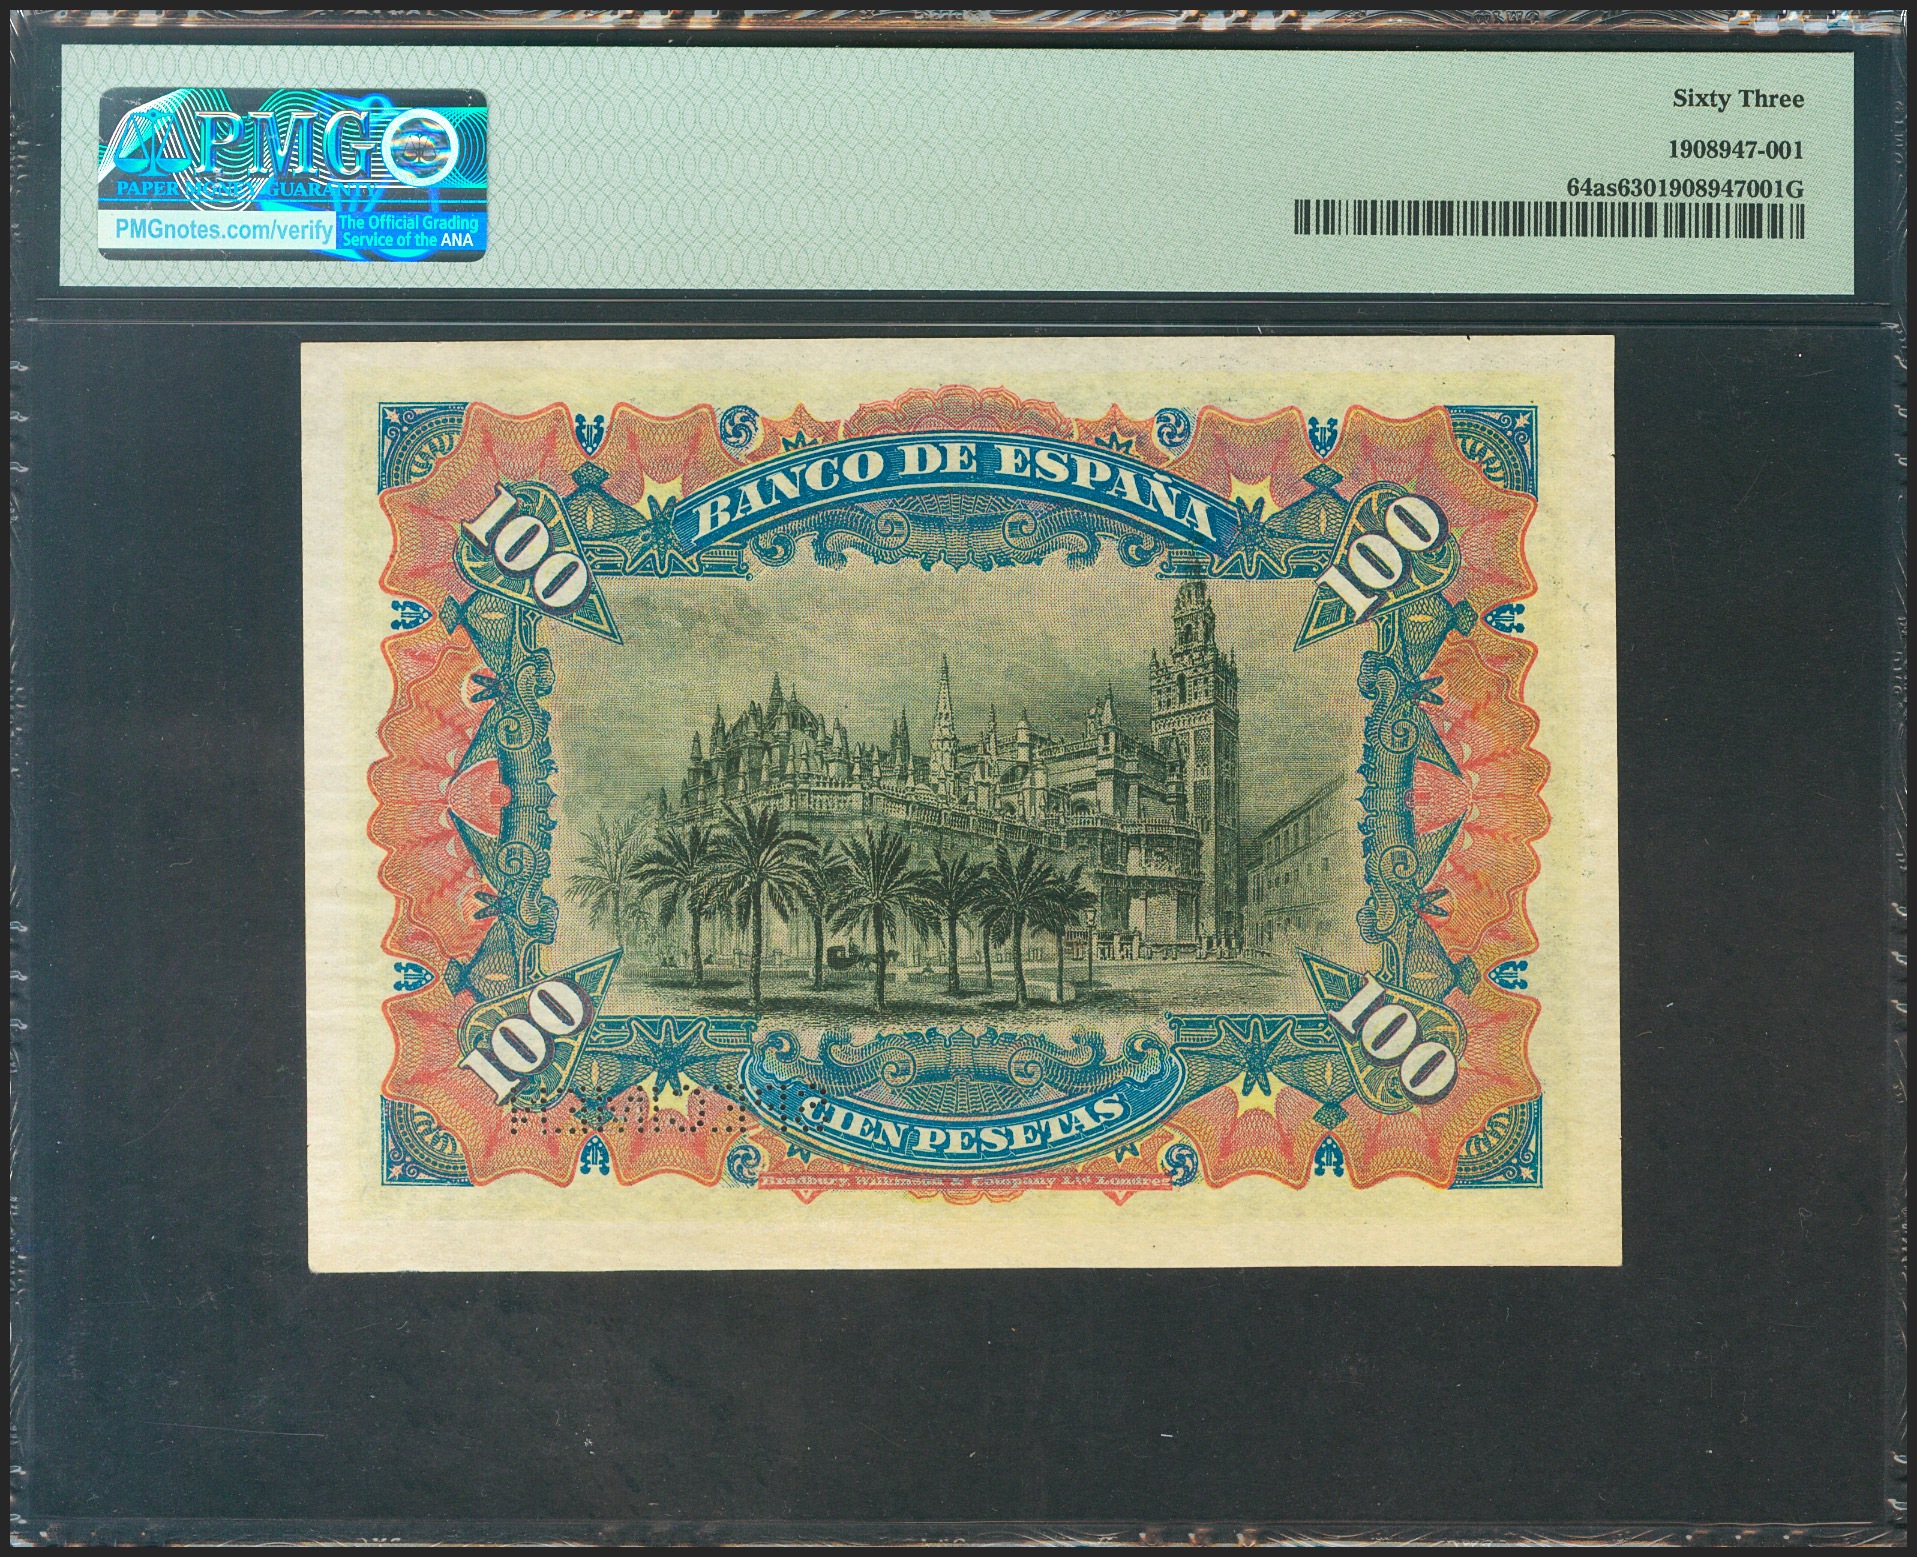 PMG
PAPER MONEY GUARANTY
PMGnotes.com/verify
The Official Grading
Service of the ANA
Sixty Three
1908947-001
64as6301908947001G
BANCO DE ESPAÑA
100
100
100
100
CIEN PESETAS
Bradbury, Wilkinson & Company Ltd Londres